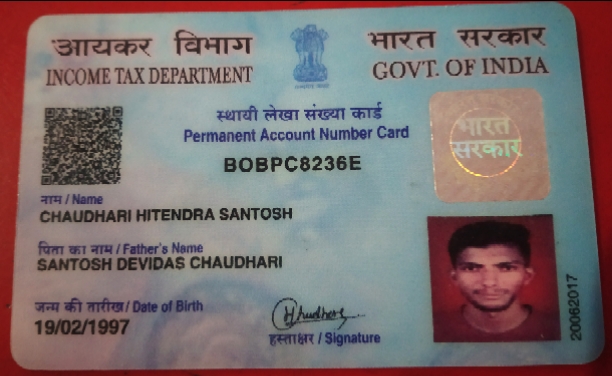 आयकर विभाग
INCOME TAX DEPARTMENT
भारत सरकार
GOVT. OF INDIA
स्थायी लेखा संख्या कार्ड
Permanent Account Number Card
BOBPC8236E
भारत
सरकार
नाम / Name
CHAUDHARI HITENDRA SANTOSH
पिता का नाम / Father's Name
SANTOSH DEVIDAS CHAUDHARI
जन्म की तारीख / Date of Birth
19/02/1997
हस्ताक्षर / Signature
20062017